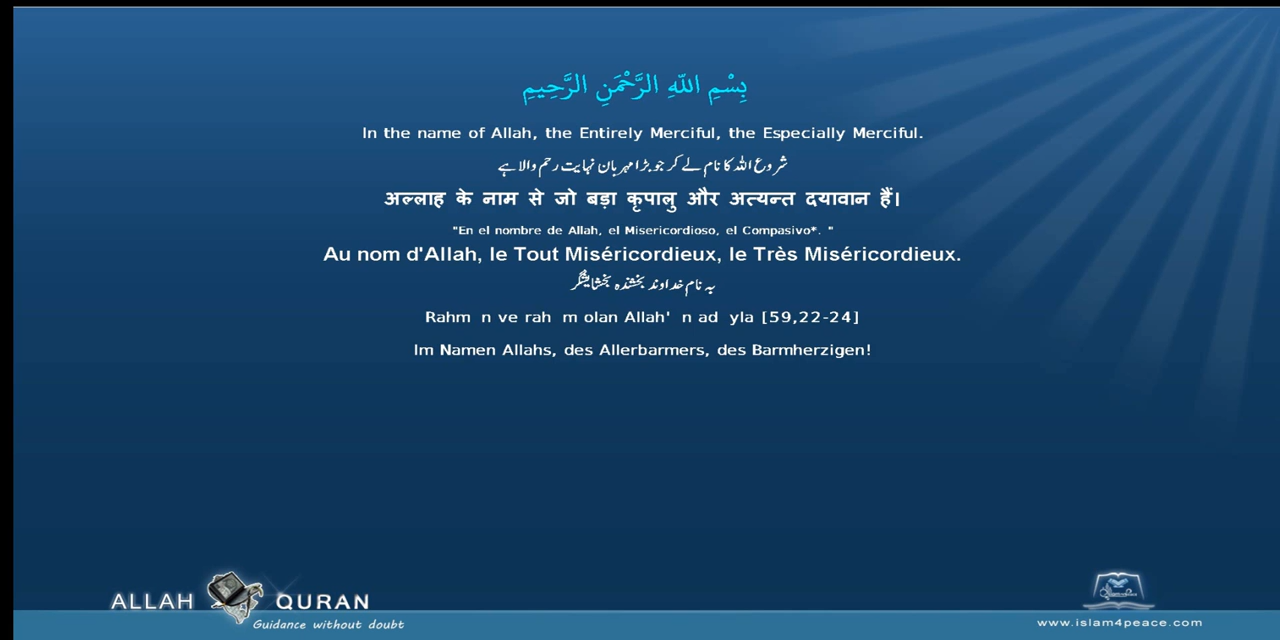 بِسْمِ اللّهِ الرَّحْمَنِ الرَّحِيمِ
In the name of Allah, the Entirely Merciful, the Especially Merciful.
شروع الله کا نام لے کر جو بڑا مہربان نہایت رحم والا ہے
अल्लाह के नाम से जो बड़ा कृपालु और अत्यन्त दयावान हैं।
"En el nombre de Allah, el Misericordioso, el Compasivo*. "
Au nom d'Allah, le Tout Miséricordieux, le Très Miséricordieux.
به نام خداوند بخشنده بخشایشگر
Rahm n ve rah m olan Allah' n ad yla [59,22-24]
Im Namen Allahs, des Allerbarmers, des Barmherzigen!
ALLAH QURAN
Guidance without doubt
www.islam4peace.com